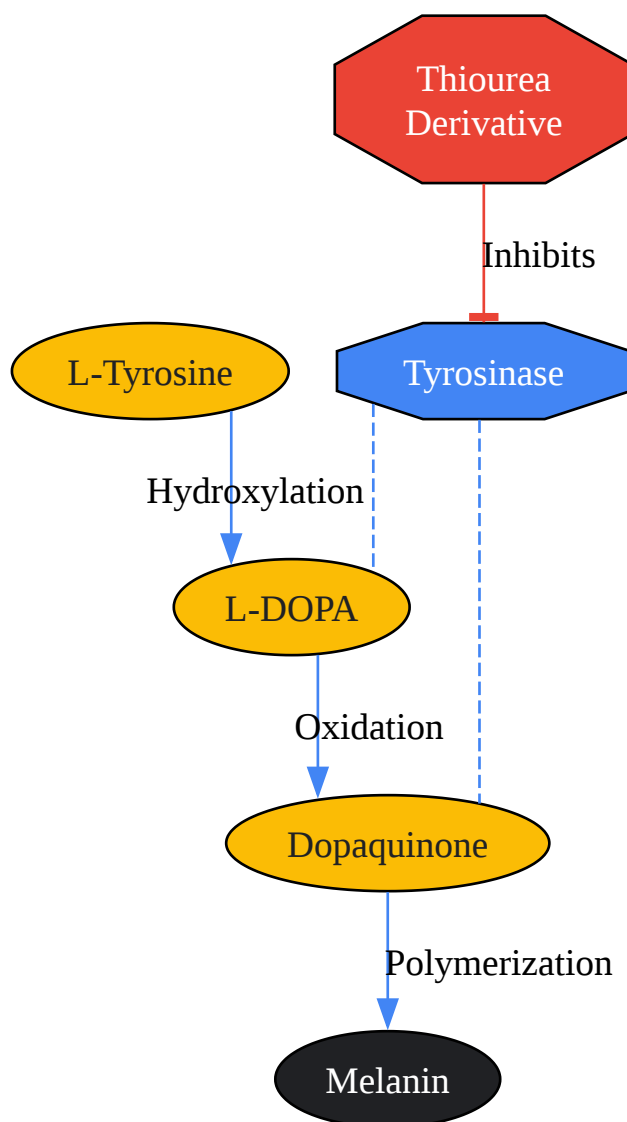 Thiourea
Derivative
Inhibits
L-Tyrosine
Tyrosinase
Hydroxylation
L-DOPA
Oxidation
Dopaquinone
Polymerization
Melanin